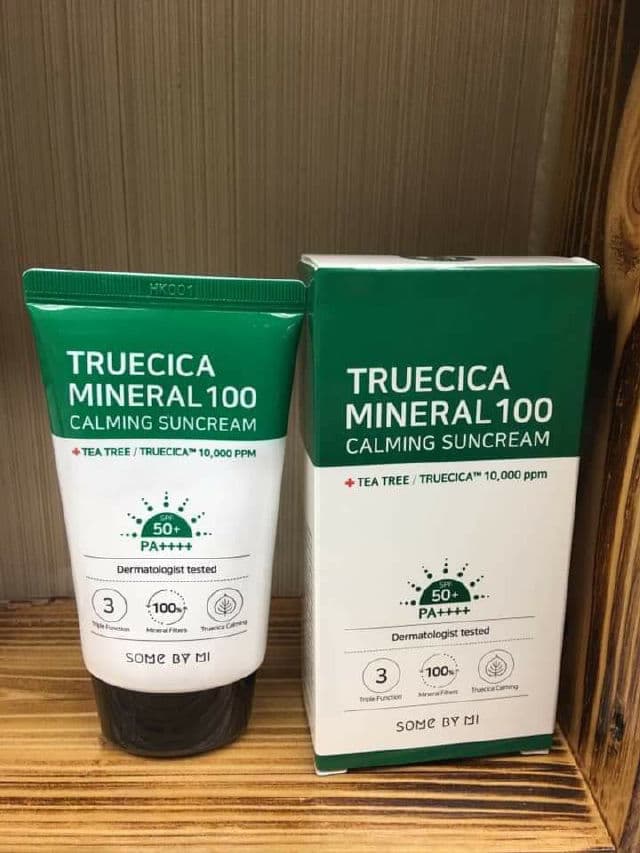 HK001
TRUECICA
MINERAL 100
CALMING SUNCREAM
+ TEA TREE / TRUECICA™ 10,000 PPM
SPF
50+
PA++++
Dermatologist tested
3
100%
Triple Function
Mineral Filters
Truecica Calming
SOME BY MI
TRUECICA
MINERAL 100
CALMING SUNCREAM
+ TEA TREE / TRUECICA™ 10,000 ppm
SPF
50+
PA++++
Dermatologist tested
3
100%
Triple Function
Mineral Filters
Truecica Calming
SOME BY MI